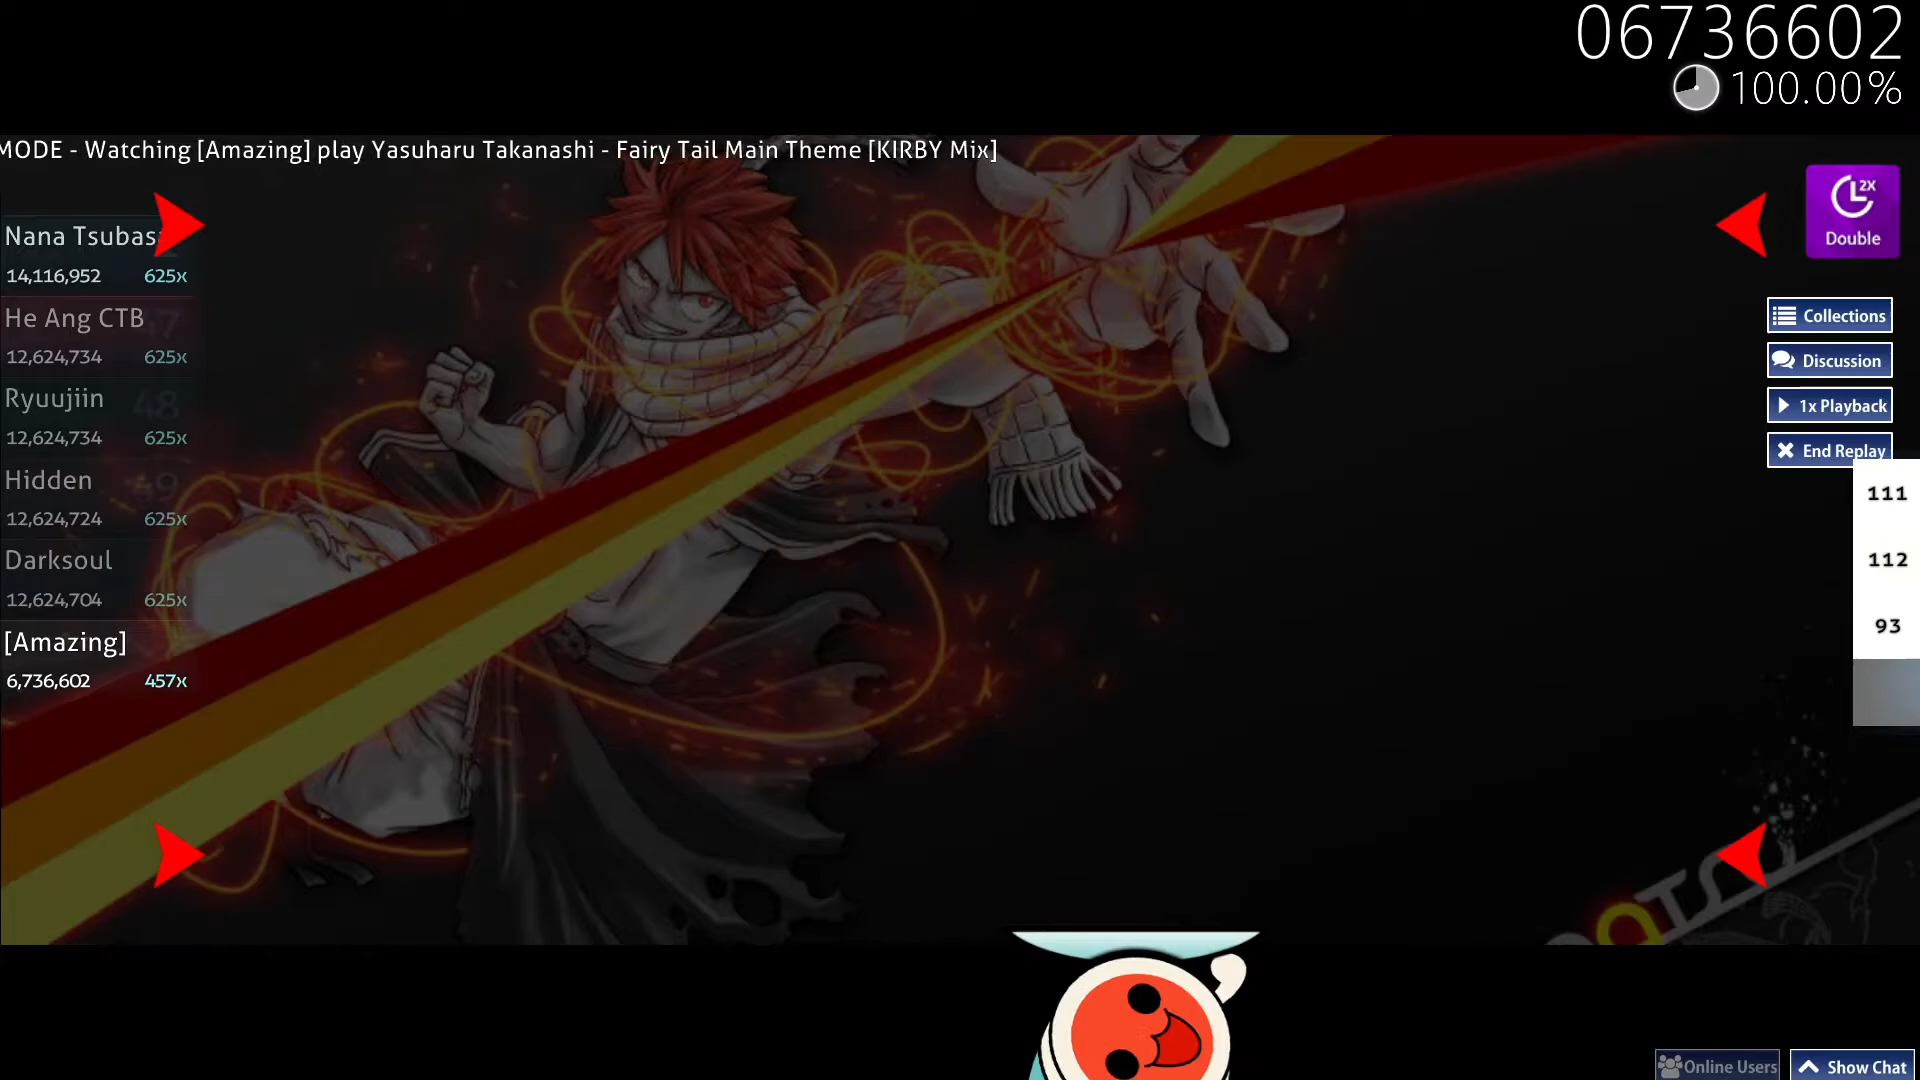 06736602
100.00%
MODE - Watching [Amazing] play Yasuharu Takanashi - Fairy Tail Main Theme [KIRBY Mix]
2X
Double
Nana Tsubasa
14,116,952 625x
He Ang CTB 47
12,624,734 625x
Ryuujiin 48
12,624,734 625x
Hidden 49
12,624,724 625x
Darksoul
12,624,704 625x
[Amazing]
6,736,602 457x
Collections
Discussion
1x Playback
End Replay
111
112
93
Online Users
Show Chat